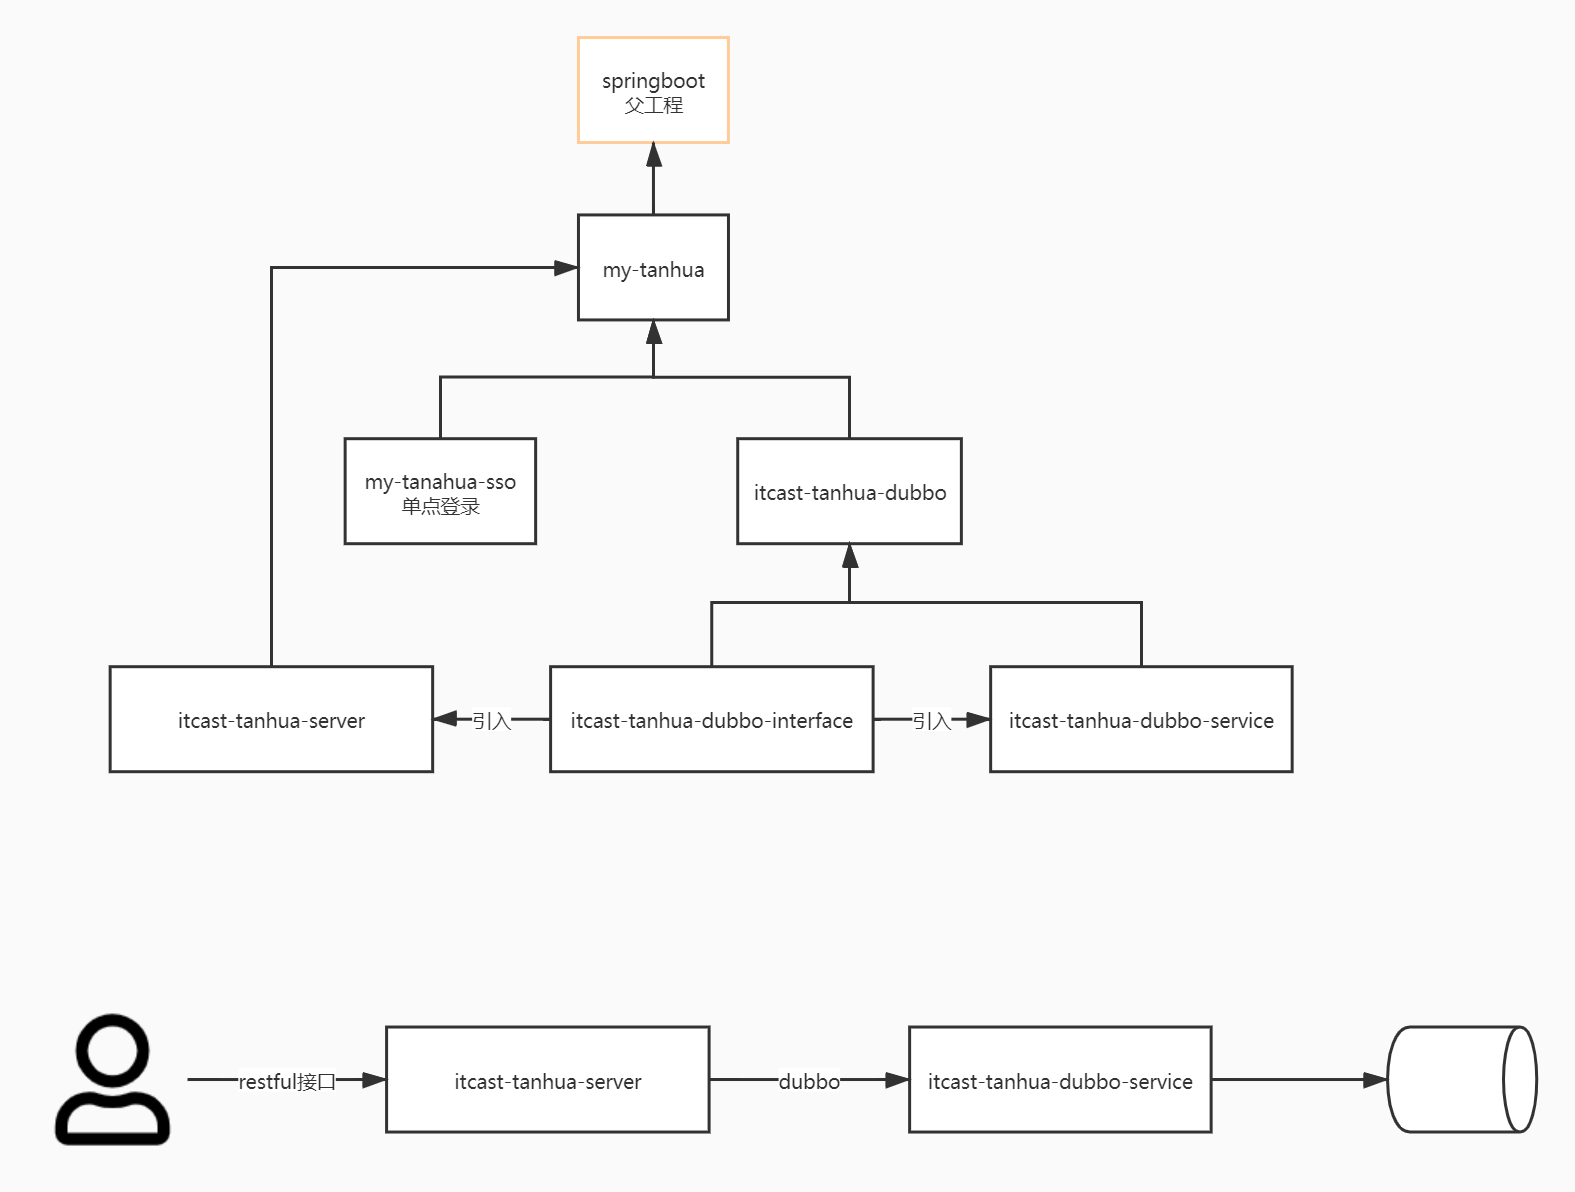 springboot
父工程
my-tanhua
my-tanahua-sso
单点登录
itcast-tanhua-dubbo
itcast-tanhua-server
引入
itcast-tanhua-dubbo-interface
引入
itcast-tanhua-dubbo-service
restful接口
itcast-tanhua-server
dubbo
itcast-tanhua-dubbo-service